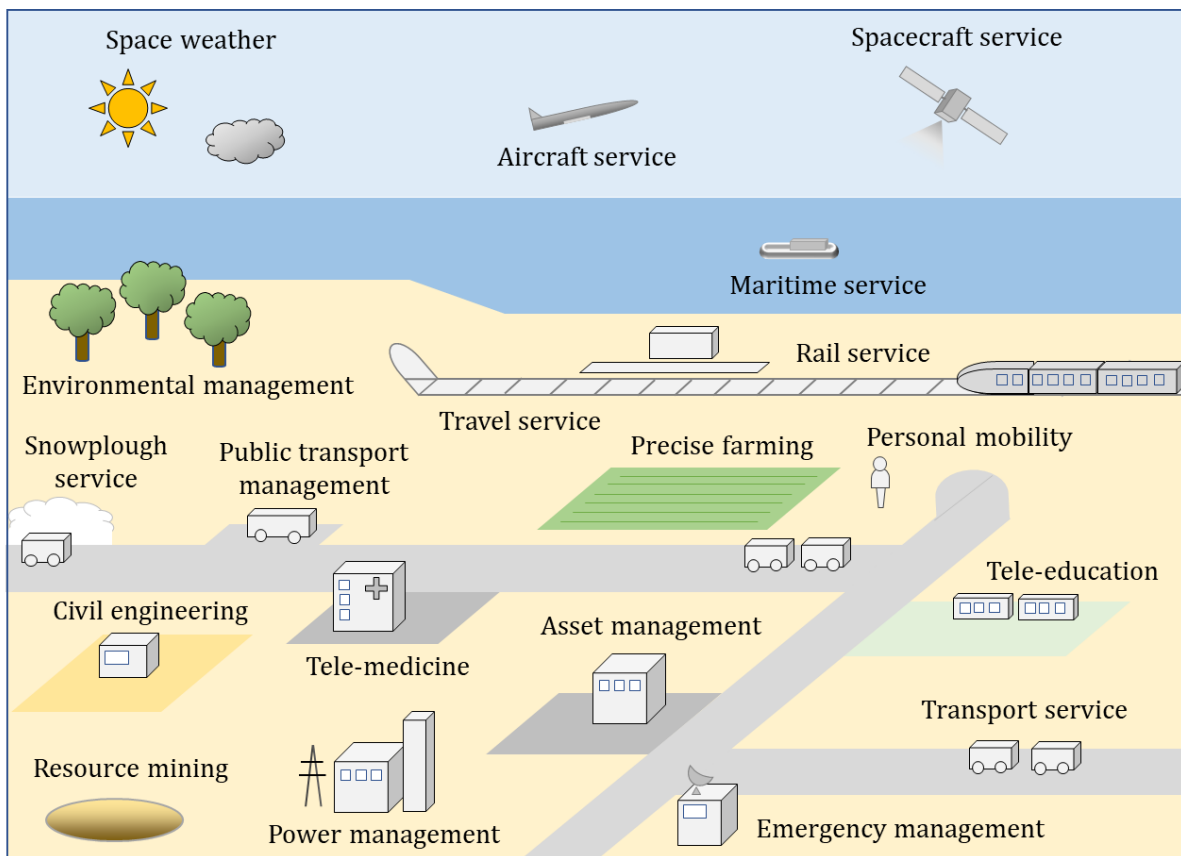 Space weather
Spacecraft service
Aircraft service
Maritime service
Rail service
Environmental management
Travel service
Personal mobility
Precise farming
Snowplough
service
Public transport
management
Tele-education
Civil engineering
Asset management
Tele-medicine
Transport service
Resource mining
Power management
Emergency management